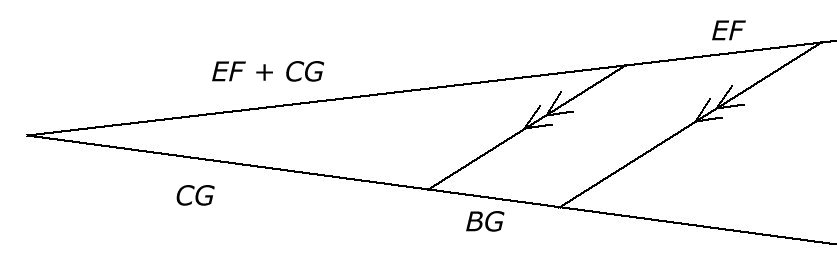 EF
EF + CG
CG
BG